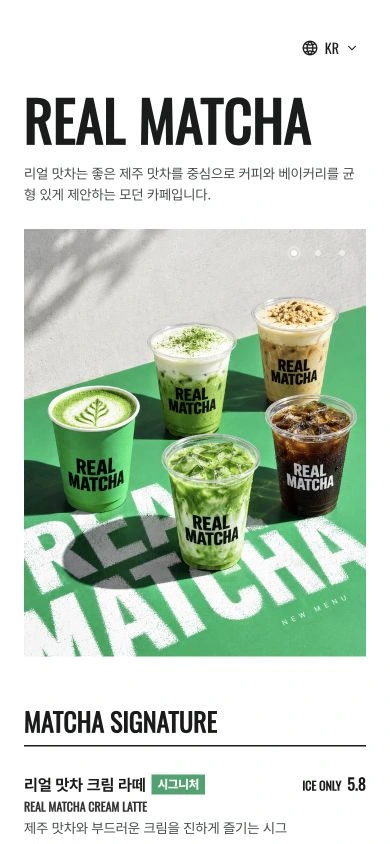 KR
REAL MATCHA
리얼 맛차는 좋은 제주 맛차를 중심으로 커피와 베이커리를 균
형 있게 제안하는 모던 카페입니다.
REAL
MATCHA
REAL
MATCHA
REAL
MATCHA
REAL
MATCHA
REAL
MATCHA
REAL
MATCHA
NEW MENU
MATCHA SIGNATURE
리얼 맛차 크림 라떼 시그니처 ICE ONLY 5.8
REAL MATCHA CREAM LATTE
제주 맛차와 부드러운 크림을 진하게 즐기는 시그